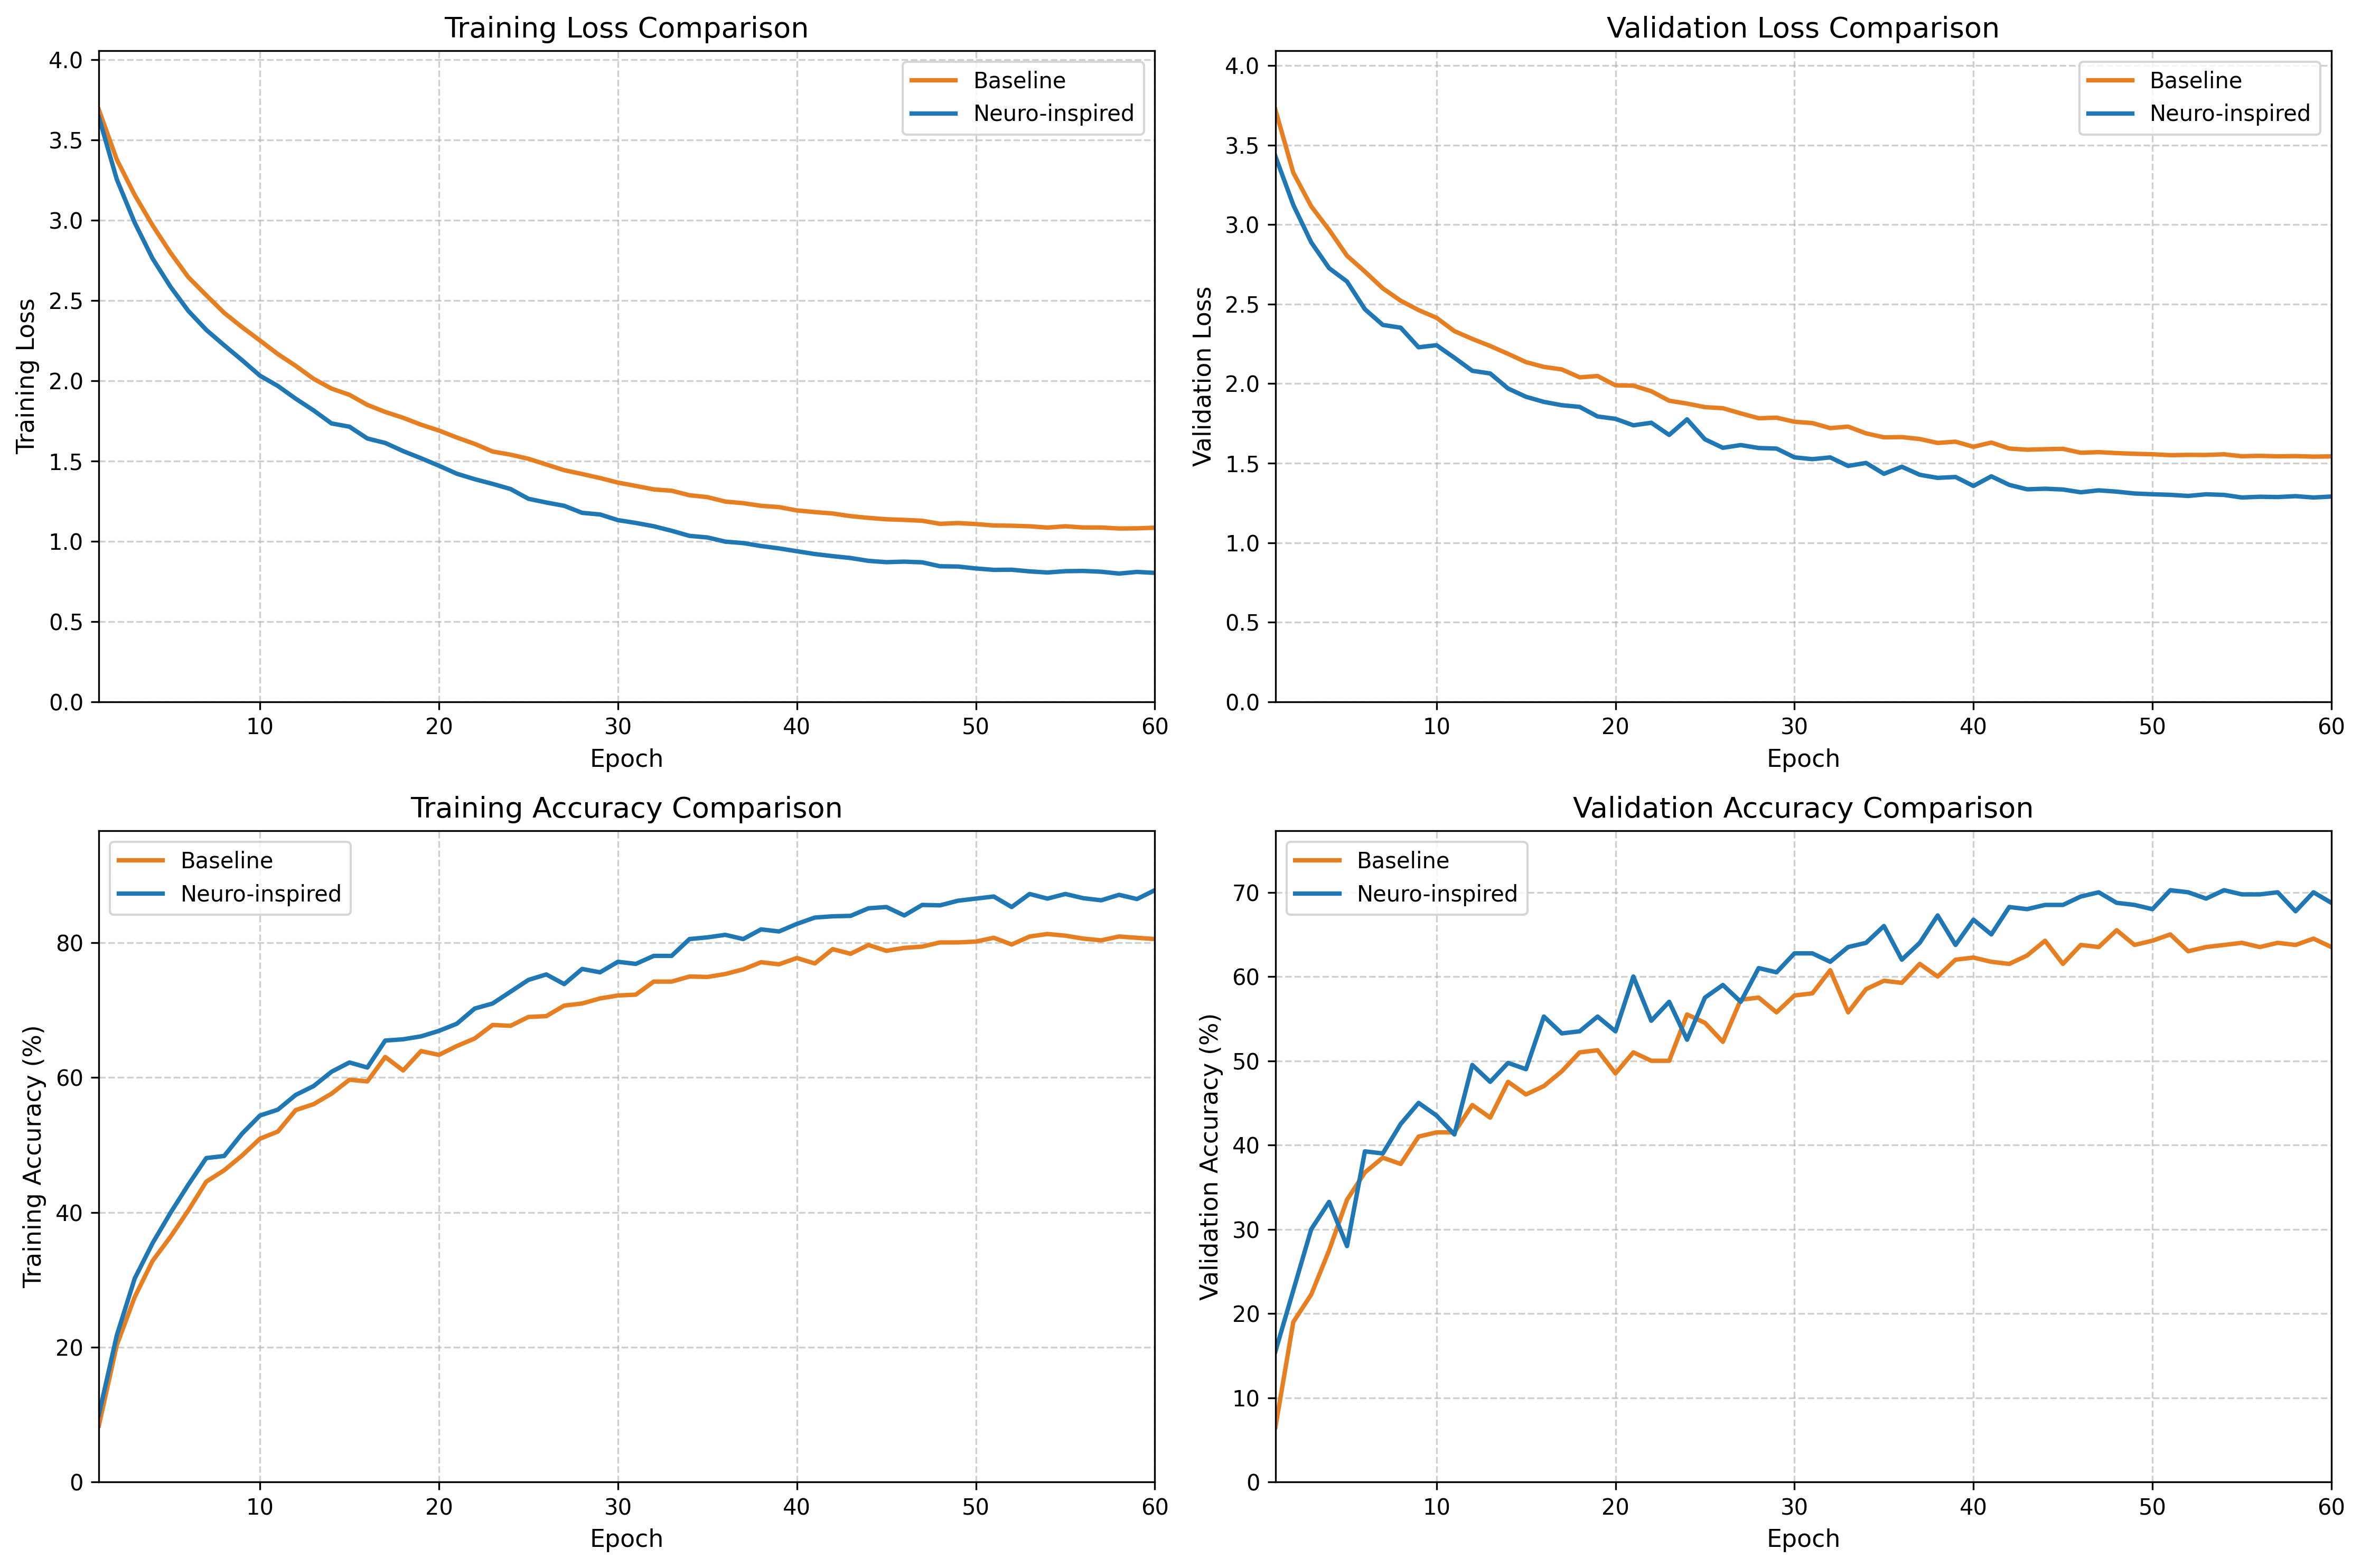 Training Loss Comparison
Baseline
Neuro-inspired
4.0
3.5
3.0
2.5
2.0
1.5
1.0
0.5
0.0
Training Loss
10 20 30 40 50 60
Epoch
Validation Loss Comparison
Baseline
Neuro-inspired
4.0
3.5
3.0
2.5
2.0
1.5
1.0
0.5
0.0
Validation Loss
10 20 30 40 50 60
Epoch
Training Accuracy Comparison
Baseline
Neuro-inspired
80
60
40
20
0
Training Accuracy (%)
10 20 30 40 50 60
Epoch
Validation Accuracy Comparison
Baseline
Neuro-inspired
70
60
50
40
30
20
10
0
Validation Accuracy (%)
10 20 30 40 50 60
Epoch